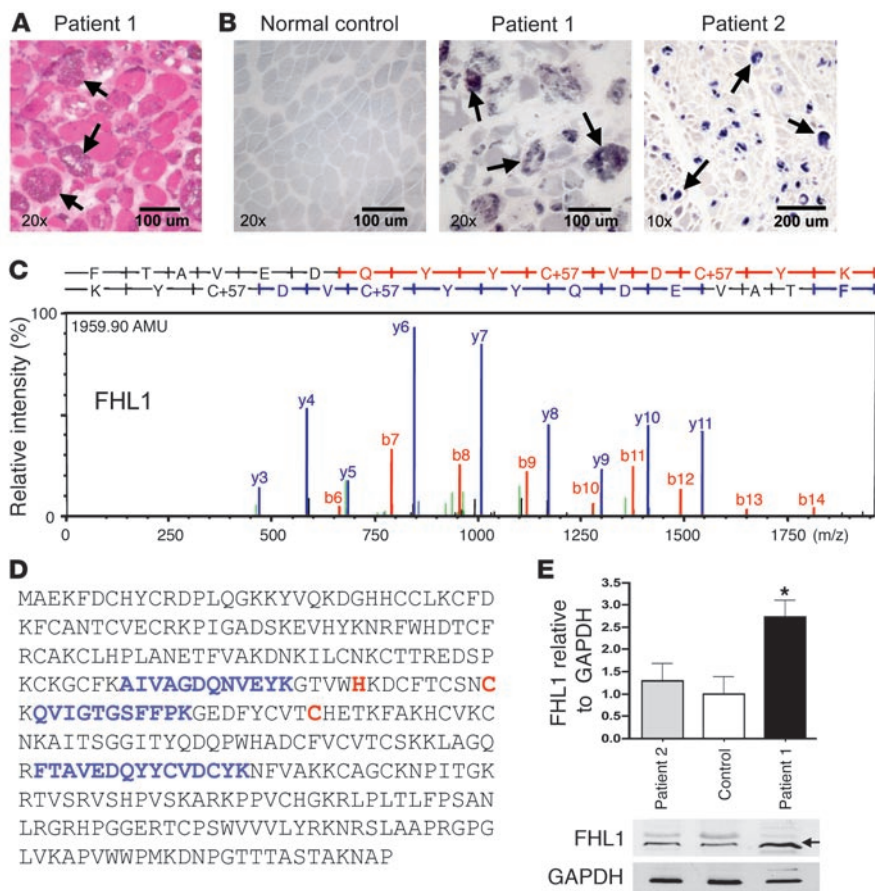 A Patient 1
B Normal control Patient 1 Patient 2
20x 100 um
20x 100 um
20x 100 um
10x 200 um
C
F T A V E D Q Y Y C+57 V D C+57 Y K
K Y C+57 D V C+57 Y Y Q D E V A T F
100
1959.90 AMU
FHL1
Relative intensity (%)
y3 y4 y5 y6 y7 y8 y9 y10 y11
b6 b7 b8 b9 b10 b11 b12 b13 b14
0
0 250 500 750 1000 1250 1500 1750 (m/z)
D
MAEKFDCHYCRDPLQGKKYVQKDGHHCCLKCFD
KFCANTCVECRKPIGADSKEVHYKNRFWHDTCF
RCAKCLHPLANETFVAKDNKILCNKCTTREDSP
KCKGCFKAIVAGDQNVEYKGTVWHKDCFTCSNC
KQVIGTGSFFPKGEDFYCVTCHETKFAKHCVKC
NKAITSGGITYQDQPWHADCFVCVTCSKKLAGQ
RFTAVEDQYYCVDCYKNFVAKKCAGCKNPITGK
RTVSRVSHPVSKARKPPVCHGKRLPLTLFPSAN
LRGRHPGGERTCPSWVVVLYRKNRSLAAPRGPG
LVKAPVWWPMKDNPGTTTASTAKNAP
E
FHL1 relative
to GAPDH
3.5
3.0
2.5
2.0
1.5
1.0
0.5
0.0
*
Patient 2
Control
Patient 1
FHL1
GAPDH